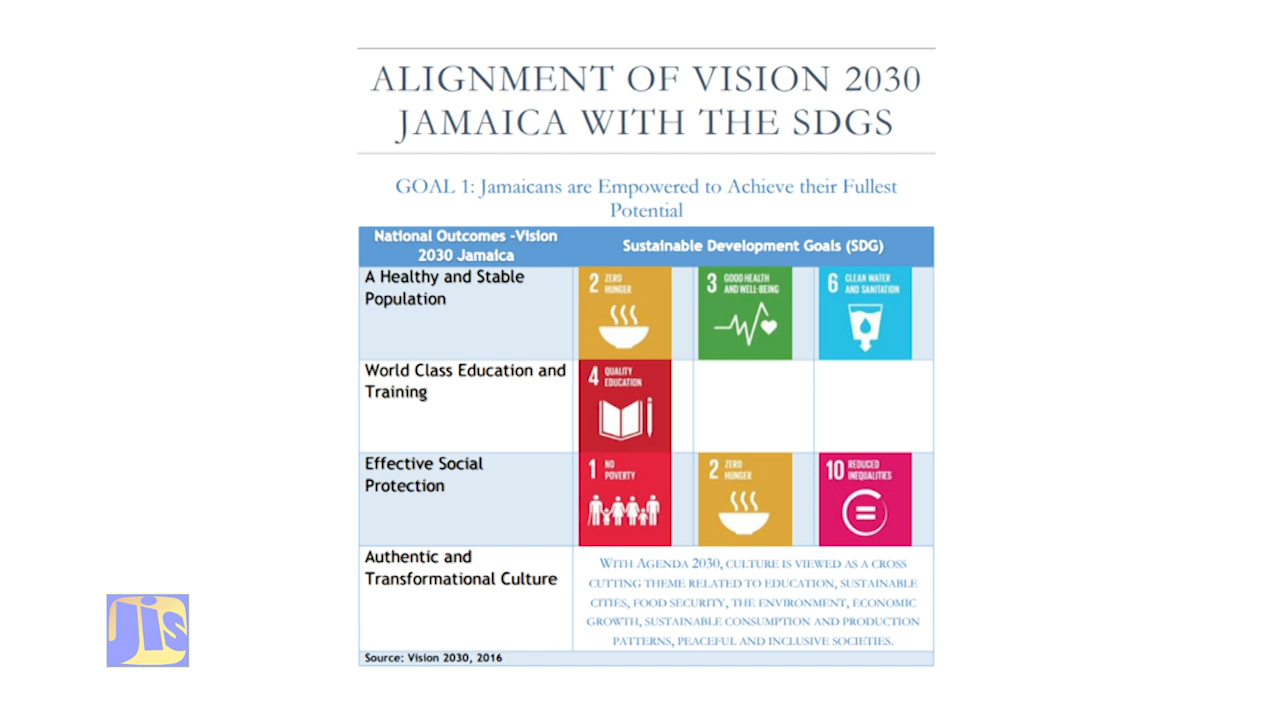 ALIGNMENT OF VISION 2030
JAMAICA WITH THE SDGS
GOAL 1: Jamaicans are Empowered to Achieve their Fullest
Potential
National Outcomes -Vision
2030 Jamaica
Sustainable Development Goals (SDG)
A Healthy and Stable
Population
2 ZERO
HUNGER
3 GOOD HEALTH
AND WELL-BEING
6 CLEAN WATER
AND SANITATION
World Class Education and
Training
4 QUALITY
EDUCATION
Effective Social
Protection
1 NO
POVERTY
2 ZERO
HUNGER
10 REDUCED
INEQUALITIES
Authentic and
Transformational Culture
WITH AGENDA 2030, CULTURE IS VIEWED AS A CROSS
CUTTING THEME RELATED TO EDUCATION, SUSTAINABLE
CITIES, FOOD SECURITY, THE ENVIRONMENT, ECONOMIC
GROWTH, SUSTAINABLE CONSUMPTION AND PRODUCTION
PATTERNS, PEACEFUL AND INCLUSIVE SOCIETIES.
Source: Vision 2030, 2016
JIS